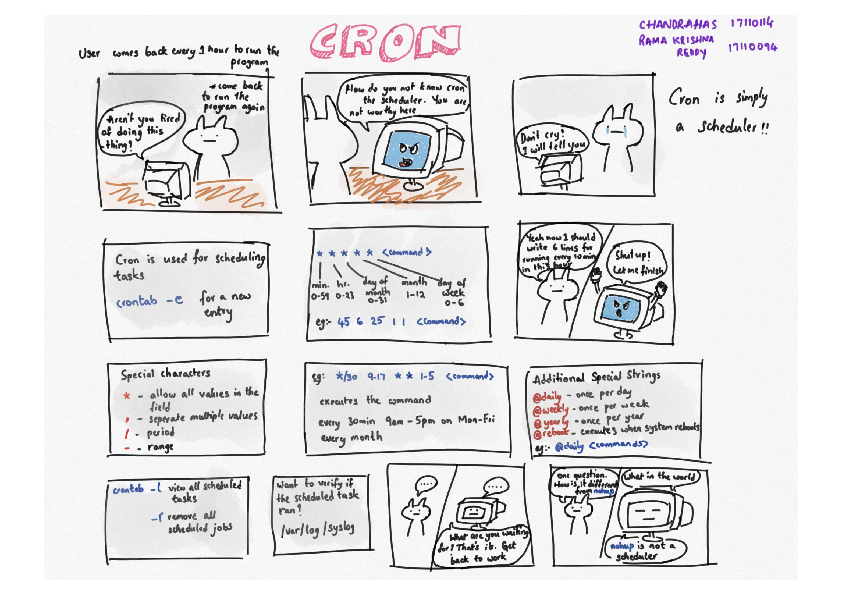 CRON
CHANDRAHAS 17110114
RAMA KRISHNA
REDDY 17110094
User comes back every 1 hour to run the
program
→ come back
to run the
program again
Aren't you tired
of doing this
thing?
How do you not know cron
the scheduler. You are
not worthy here
Don't cry!
I will tell you
Cron is simply
a scheduler !!
Cron is used for scheduling
tasks
crontab -e for a new
entry
* * * * * <command>
min. hr. day of month month day of week
0-59 0-23 0-31 1-12 0-6
eg:- 45 6 25 1 1 <command>
Yeah now I should
write 6 lines for
running every 10 min
in this hour
Shut up!
Let me finish
Special characters
* - allow all values in the
field
, - seperate multiple values
/ - period
- - range
eg: */30 9-17 * * 1-5 <command>
executes the command
every 30min 9am - 5pm on Mon-Fri
every month
Additional Special Strings
@daily - once per day
@weekly - once per week
@yearly - once per year
@reboot - executes when system reboots
eg:- @daily <commands>
crontab -l view all scheduled
tasks
-r remove all
scheduled jobs
want to verify if
the scheduled task
ran?
/var/log/syslog
....
....
What are you waiting
for? That's it. Get
back to work
one question.
How is it different
from nohup
What in the world
nohup is not a
scheduler